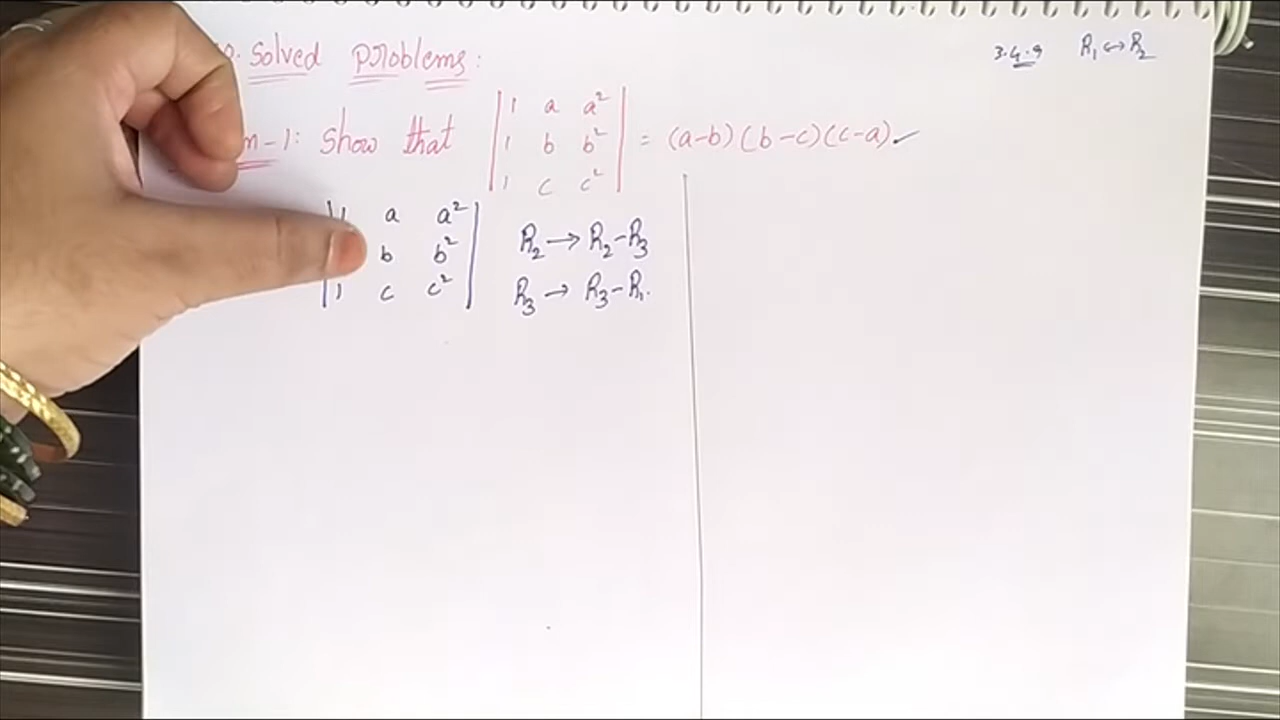 Solved Problems:
3.4.9 R₁ ↔ R₂
-1: Show that | 1 a a² | = (a-b)(b-c)(c-a) ✓
| 1 b b² |
| 1 c c² |
a a² |
b b² | R₂ → R₂-R₃
| 1 c c² | R₃ → R₃-R₁.